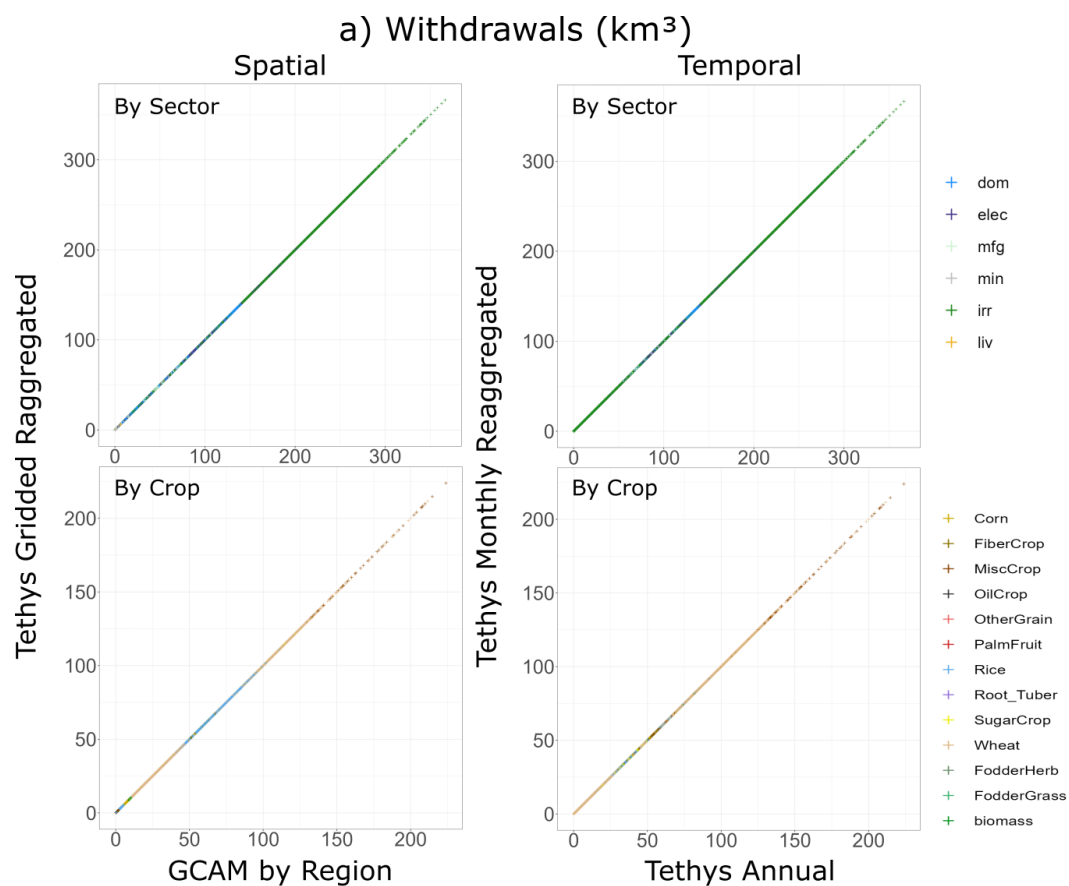 a) Withdrawals (km³)
Spatial
Temporal
By Sector
By Sector
300
200
100
0
0 100 200 300
300
200
100
0
0 100 200 300
dom
elec
mfg
min
irr
liv
Tethys Gridded Raggregated
Tethys Monthly Reaggregated
By Crop
By Crop
200
150
100
50
0
0 50 100 150 200
200
150
100
50
0
0 50 100 150 200
Corn
FiberCrop
MiscCrop
OilCrop
OtherGrain
PalmFruit
Rice
Root_Tuber
SugarCrop
Wheat
FodderHerb
FodderGrass
biomass
GCAM by Region
Tethys Annual